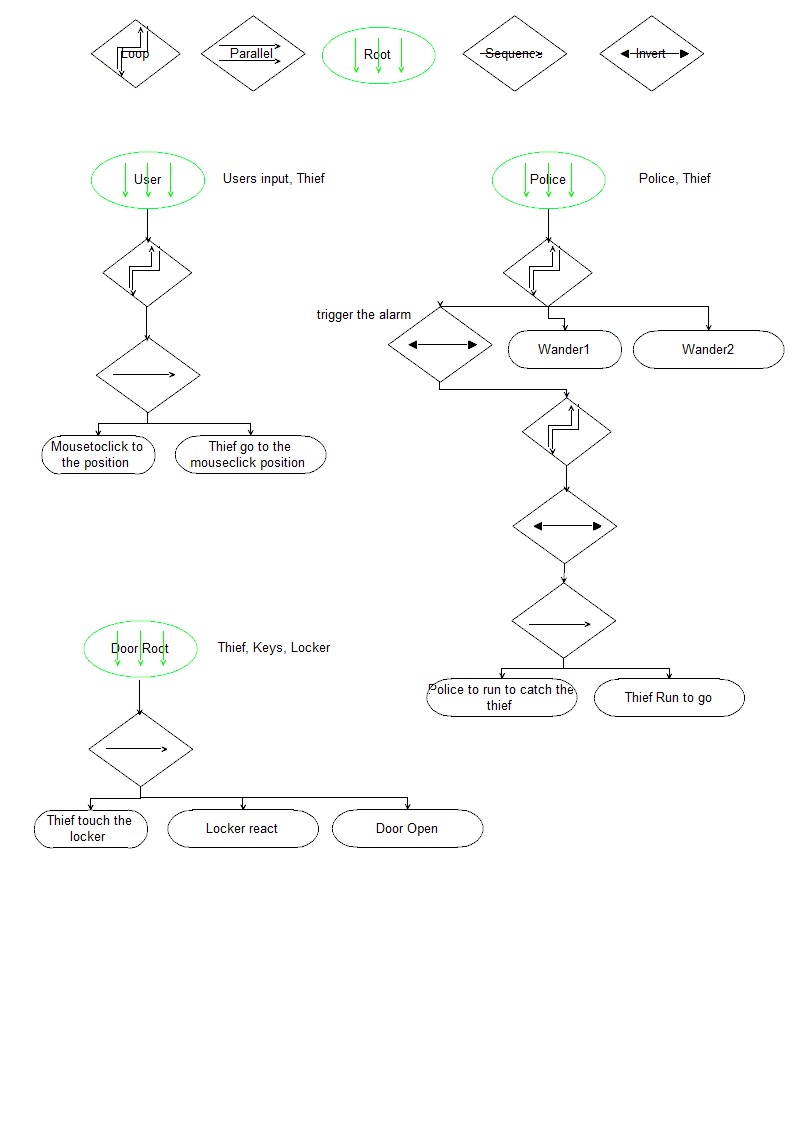 Loop
Parallel
Root
Sequence
Invert
User
Users input, Thief
Police
Police, Thief
trigger the alarm
Wander1
Wander2
Mousetoclick to
the position
Thief go to the
mouseclick position
Door Root
Thief, Keys, Locker
Police to run to catch the
thief
Thief Run to go
Thief touch the
locker
Locker react
Door Open